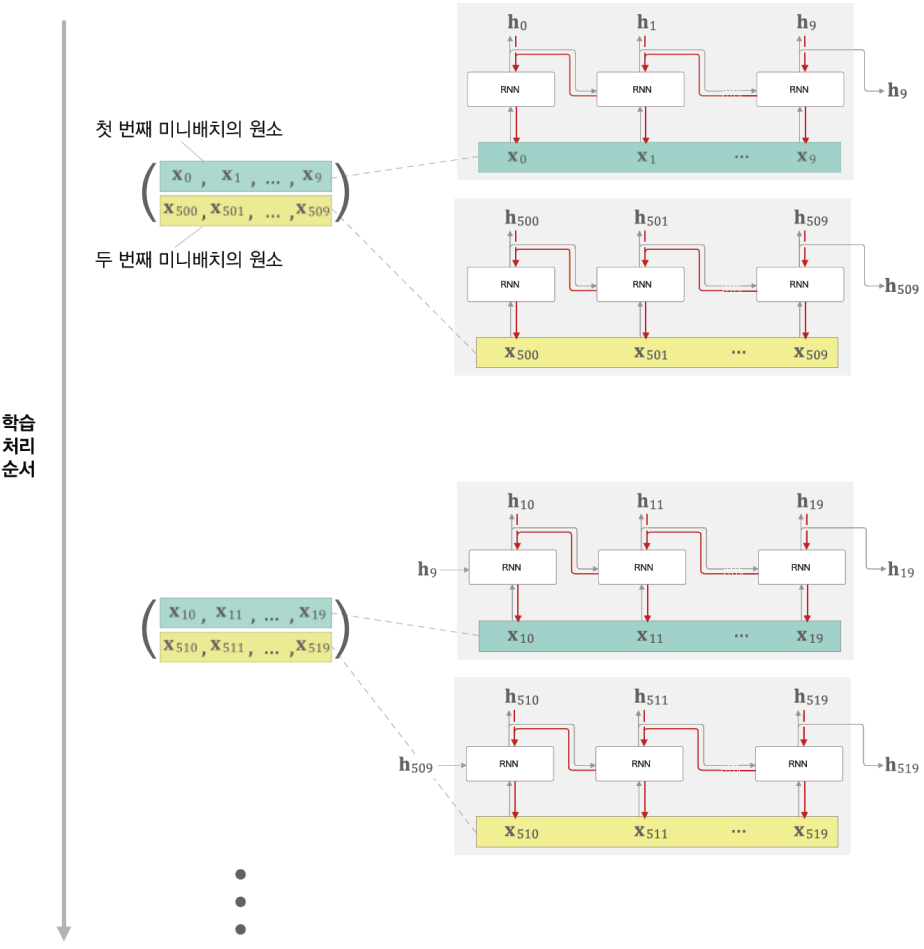 h0 h1 h9
RNN RNN RNN
h9
첫 번째 미니배치의 원소
x0 x1 ... x9
( x0 , x1 , ... , x9
x500 , x501 , ... , x509 )
두 번째 미니배치의 원소
h500 h501 h509
RNN RNN RNN
h509
x500 x501 ... x509
학습
처리
순서
h10 h11 h19
h9 RNN RNN RNN h19
x10 x11 ... x19
( x10 , x11 , ... , x19
x510 , x511 , ... , x519 )
h510 h511 h519
h509 RNN RNN RNN h519
x510 x511 ... x519